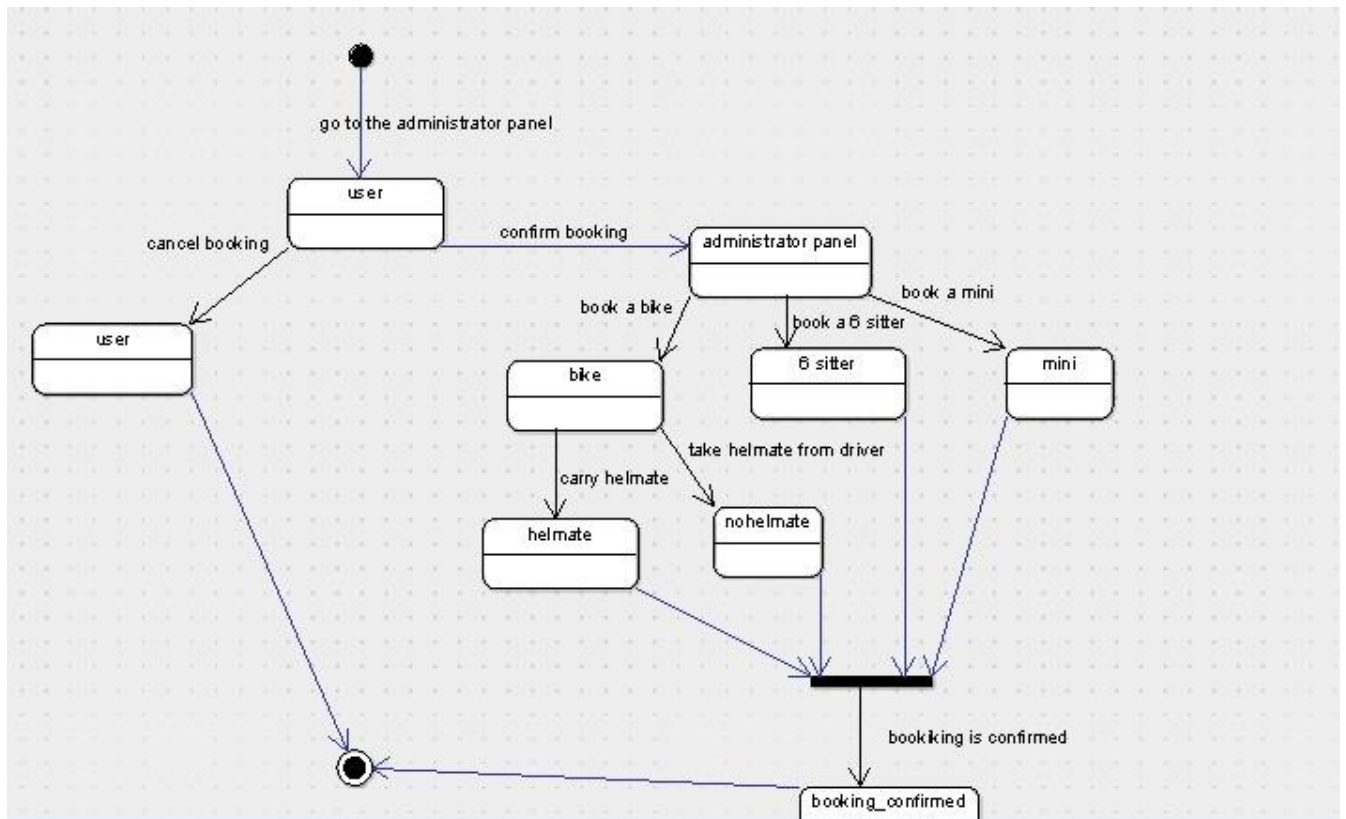 go to the administrator panel
user
cancel booking
confirm booking
administrator panel
book a bike
book a 6 sitter
book a mini
user
bike
6 sitter
mini
carry helmate
take helmate from driver
helmate
nohelmate
bookiking is confirmed
booking_confirmed